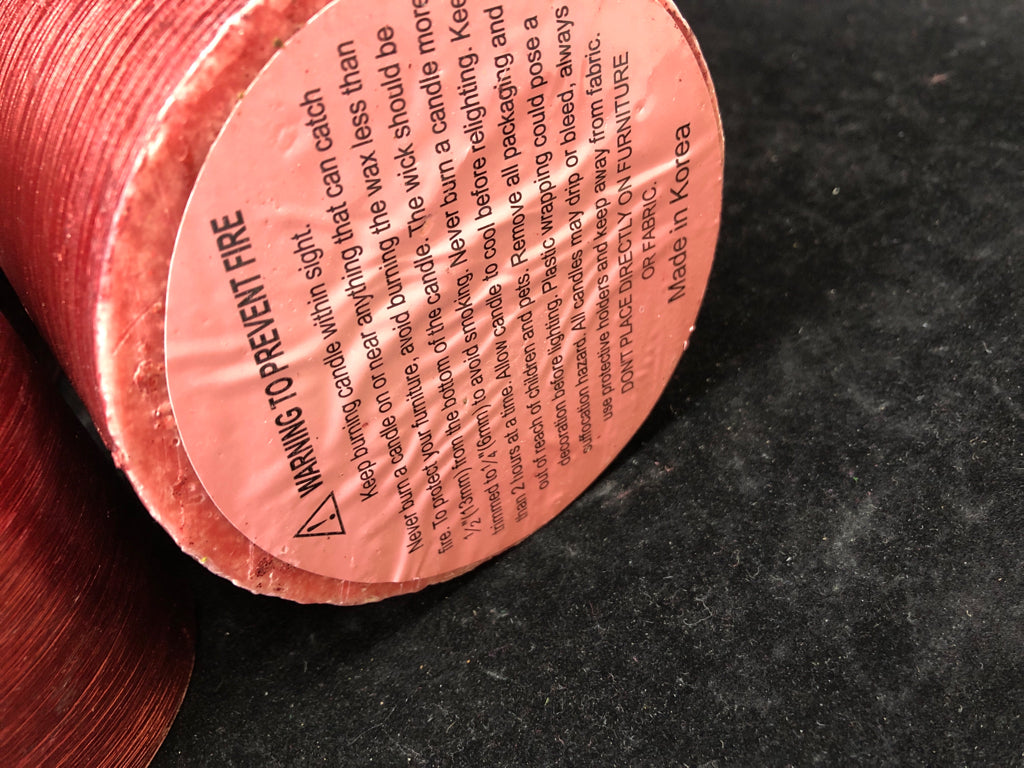 WARNING TO PREVENT FIRE
Keep burning candle within sight.
Never burn a candle on or near anything that can catch
fire. To protect your furniture, avoid burning the wax less than
1/2"(13mm) from the bottom of the candle. The wick should be
trimmed to 1/4"(6mm) to avoid smoking. Never burn a candle more
than 2 hours at a time. Allow candle to cool before relighting. Kee
out of reach of children and pets. Remove all packaging and
decoration before lighting. Plastic wrapping could pose a
suffocation hazard. All candles may drip or bleed, always
use protective holders and keep away from fabric.
DON'T PLACE DIRECTLY ON FURNITURE
OR FABRIC.
Made in Korea